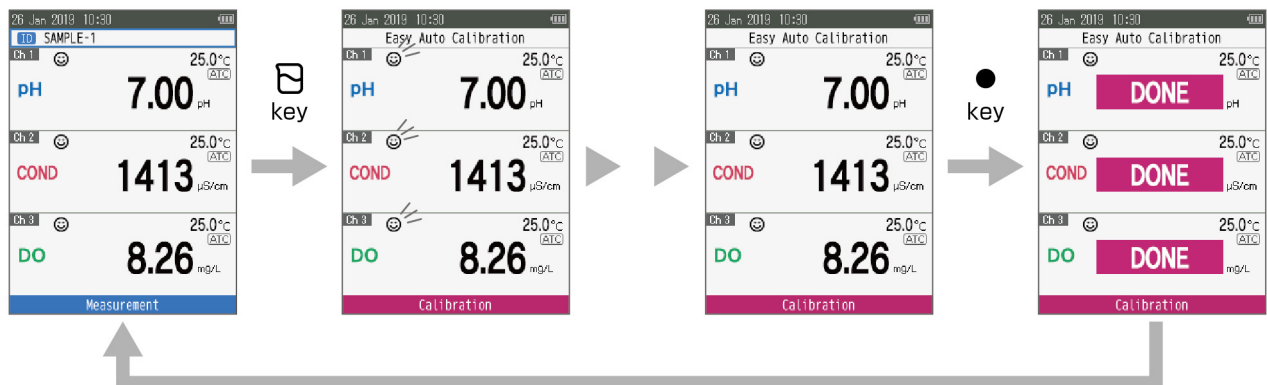 26 Jan 2019 10:30
ID SAMPLE-1
Ch 1
25.0°C
ATC
pH
7.00 pH
Ch 2
25.0°C
ATC
COND
1413 µS/cm
Ch 3
25.0°C
ATC
DO
8.26 mg/L
Measurement
key
26 Jan 2019 10:30
Easy Auto Calibration
Ch 1
25.0°C
ATC
pH
7.00 pH
Ch 2
25.0°C
ATC
COND
1413 µS/cm
Ch 3
25.0°C
ATC
DO
8.26 mg/L
Calibration
26 Jan 2019 10:30
Easy Auto Calibration
Ch 1
25.0°C
ATC
pH
7.00 pH
Ch 2
25.0°C
ATC
COND
1413 µS/cm
Ch 3
25.0°C
ATC
DO
8.26 mg/L
Calibration
key
26 Jan 2019 10:30
Easy Auto Calibration
Ch 1
25.0°C
ATC
pH
DONE pH
Ch 2
25.0°C
ATC
COND
DONE µS/cm
Ch 3
25.0°C
ATC
DO
DONE mg/L
Calibration